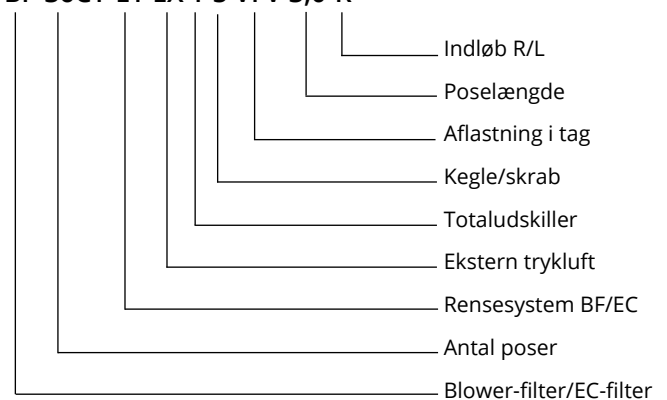 Indløb R/L
Poselængde
Aflastning i tag
Kegle/skrab
Totaludskiller
Ekstern trykluft
Rensesystem BF/EC
Antal poser
Blower-filter/EC-filter